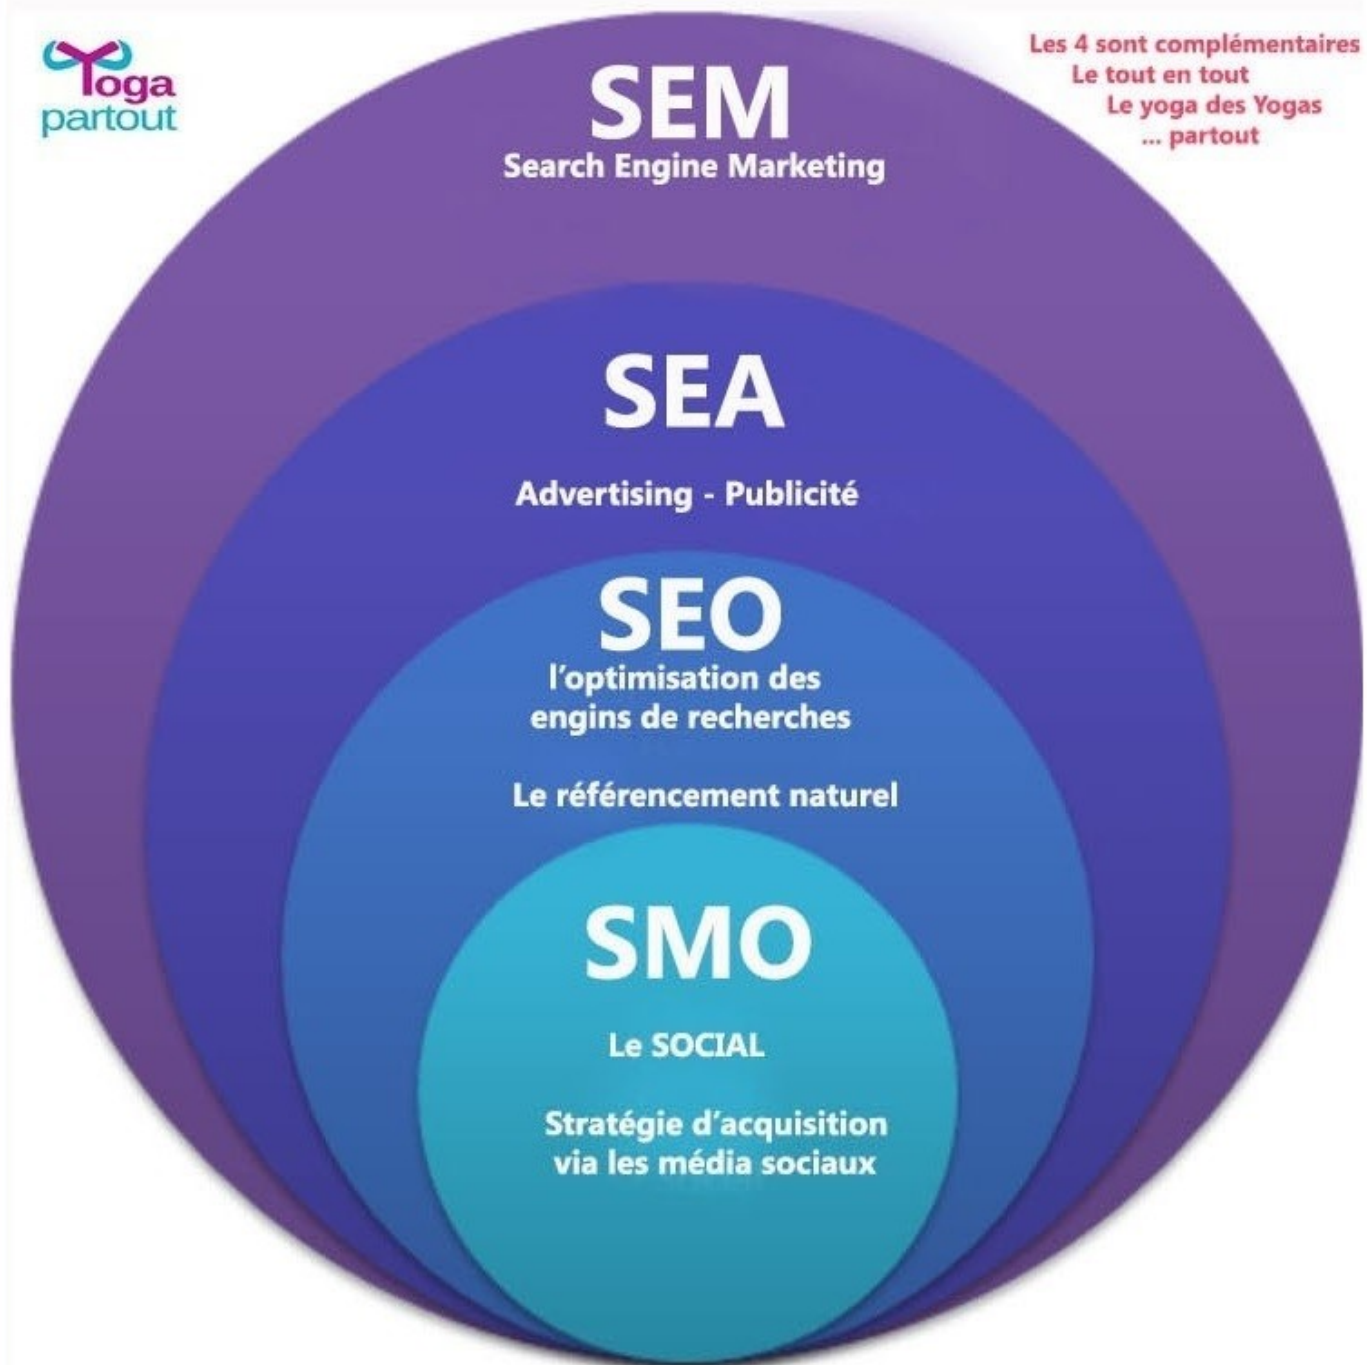 Yoga
partout
Les 4 sont complémentaires
Le tout en tout
Le yoga des Yogas
... partout
SEM
Search Engine Marketing
SEA
Advertising - Publicité
SEO
l'optimisation des
engins de recherches
Le référencement naturel
SMO
Le SOCIAL
Stratégie d'acquisition
via les média sociaux